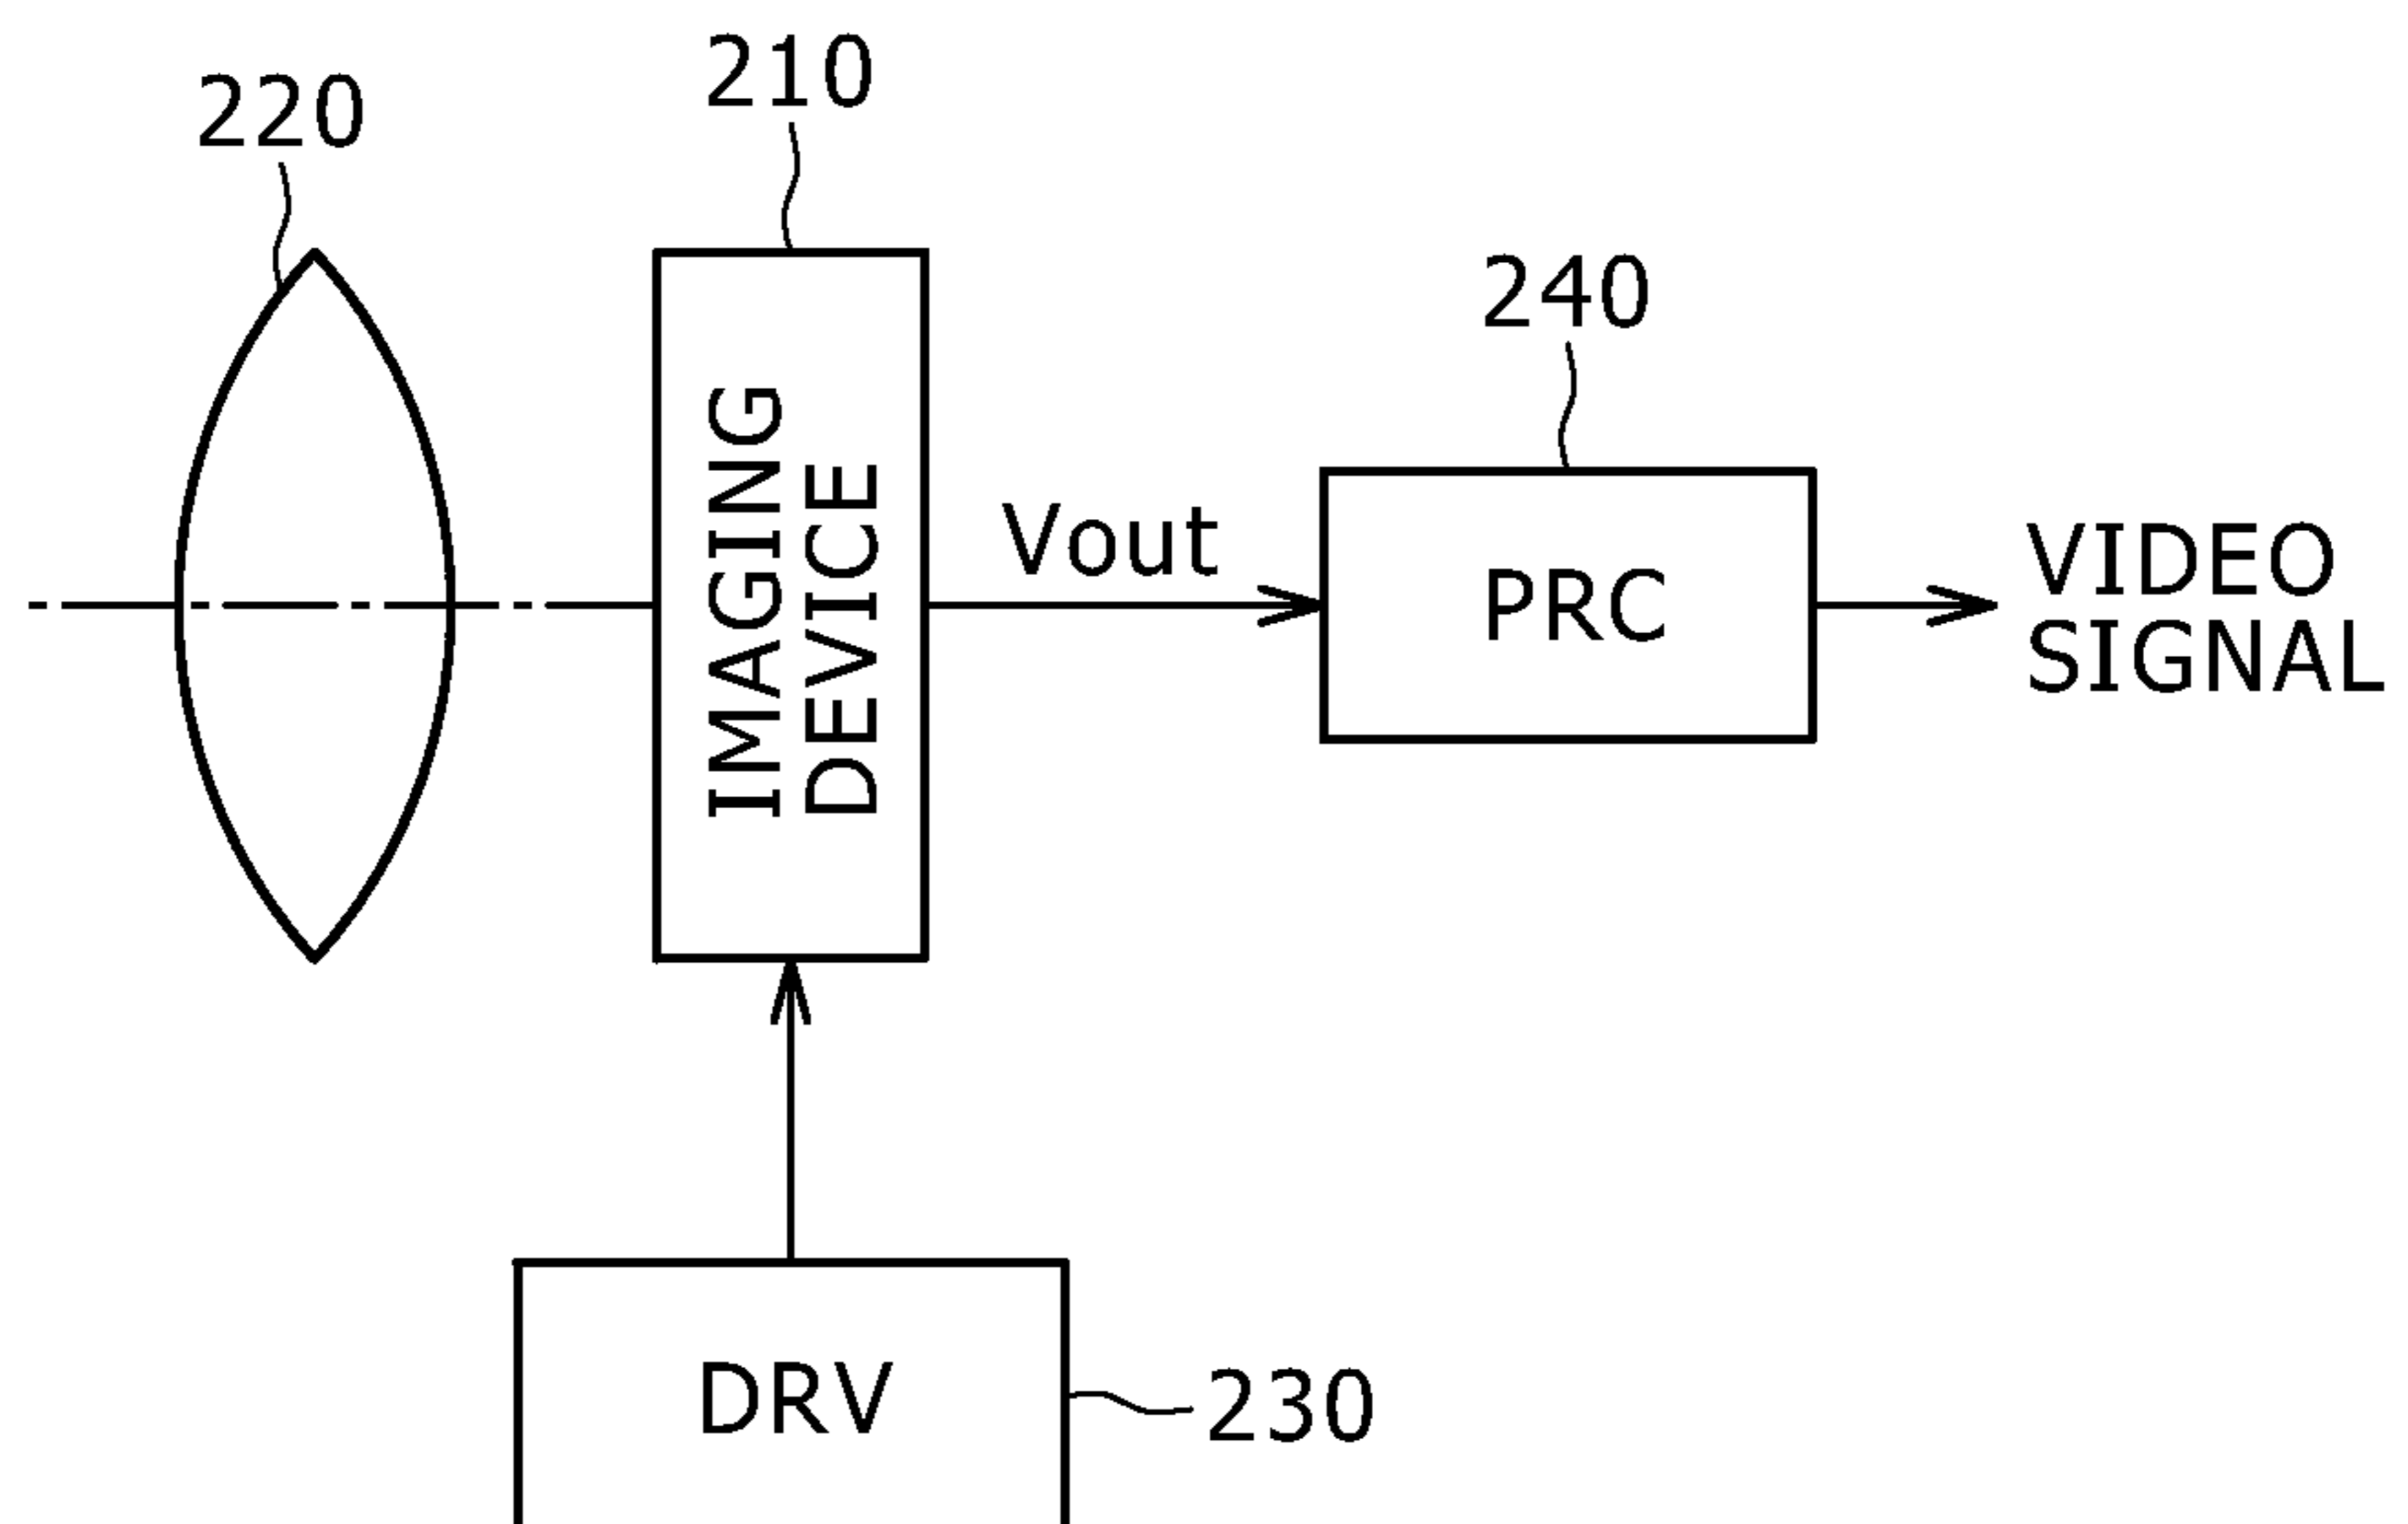 220
210
240
IMAGING
DEVICE
Vout
PRC
VIDEO
SIGNAL
DRV
230